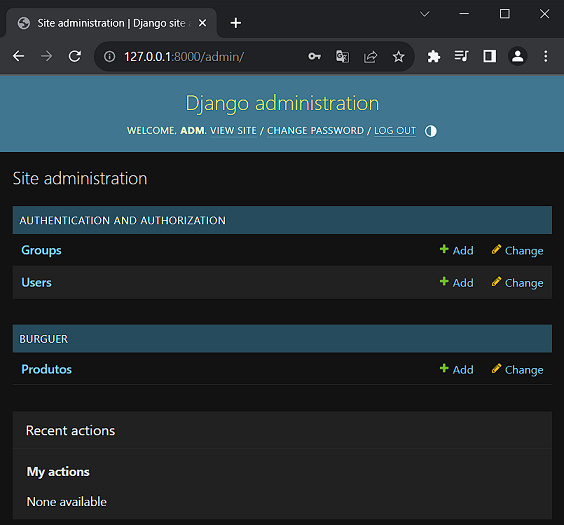 Site administration | Django site a
127.0.0.1:8000/admin/
Django administration
WELCOME, ADM. VIEW SITE / CHANGE PASSWORD / LOG OUT
Site administration
AUTHENTICATION AND AUTHORIZATION
Groups Add Change
Users Add Change
BURGUER
Produtos Add Change
Recent actions
My actions
None available